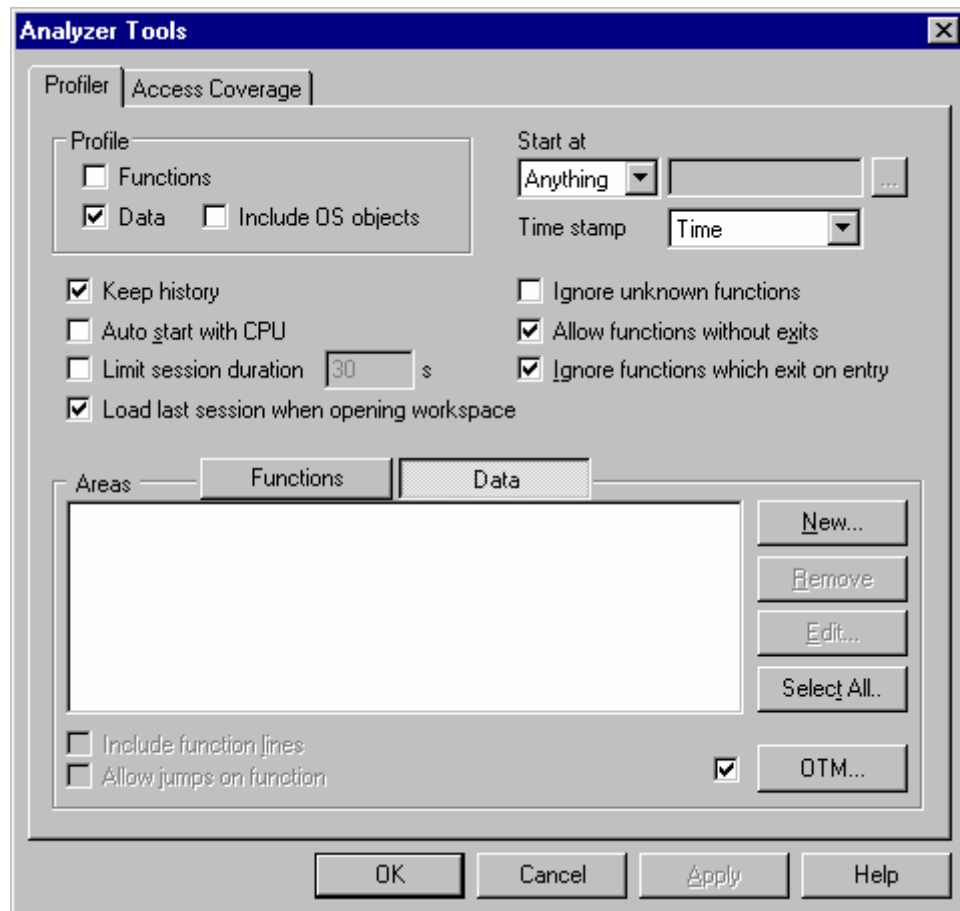 Analyzer Tools
Profiler
Access Coverage
Profile
Functions
Data
Include OS objects
Start at
Anything
...
Time stamp
Time
Keep history
Auto start with CPU
Limit session duration
30
s
Load last session when opening workspace
Ignore unknown functions
Allow functions without exits
Ignore functions which exit on entry
Areas
Functions
Data
New...
Remove
Edit...
Select All..
Include function lines
Allow jumps on function
OTM...
OK
Cancel
Apply
Help